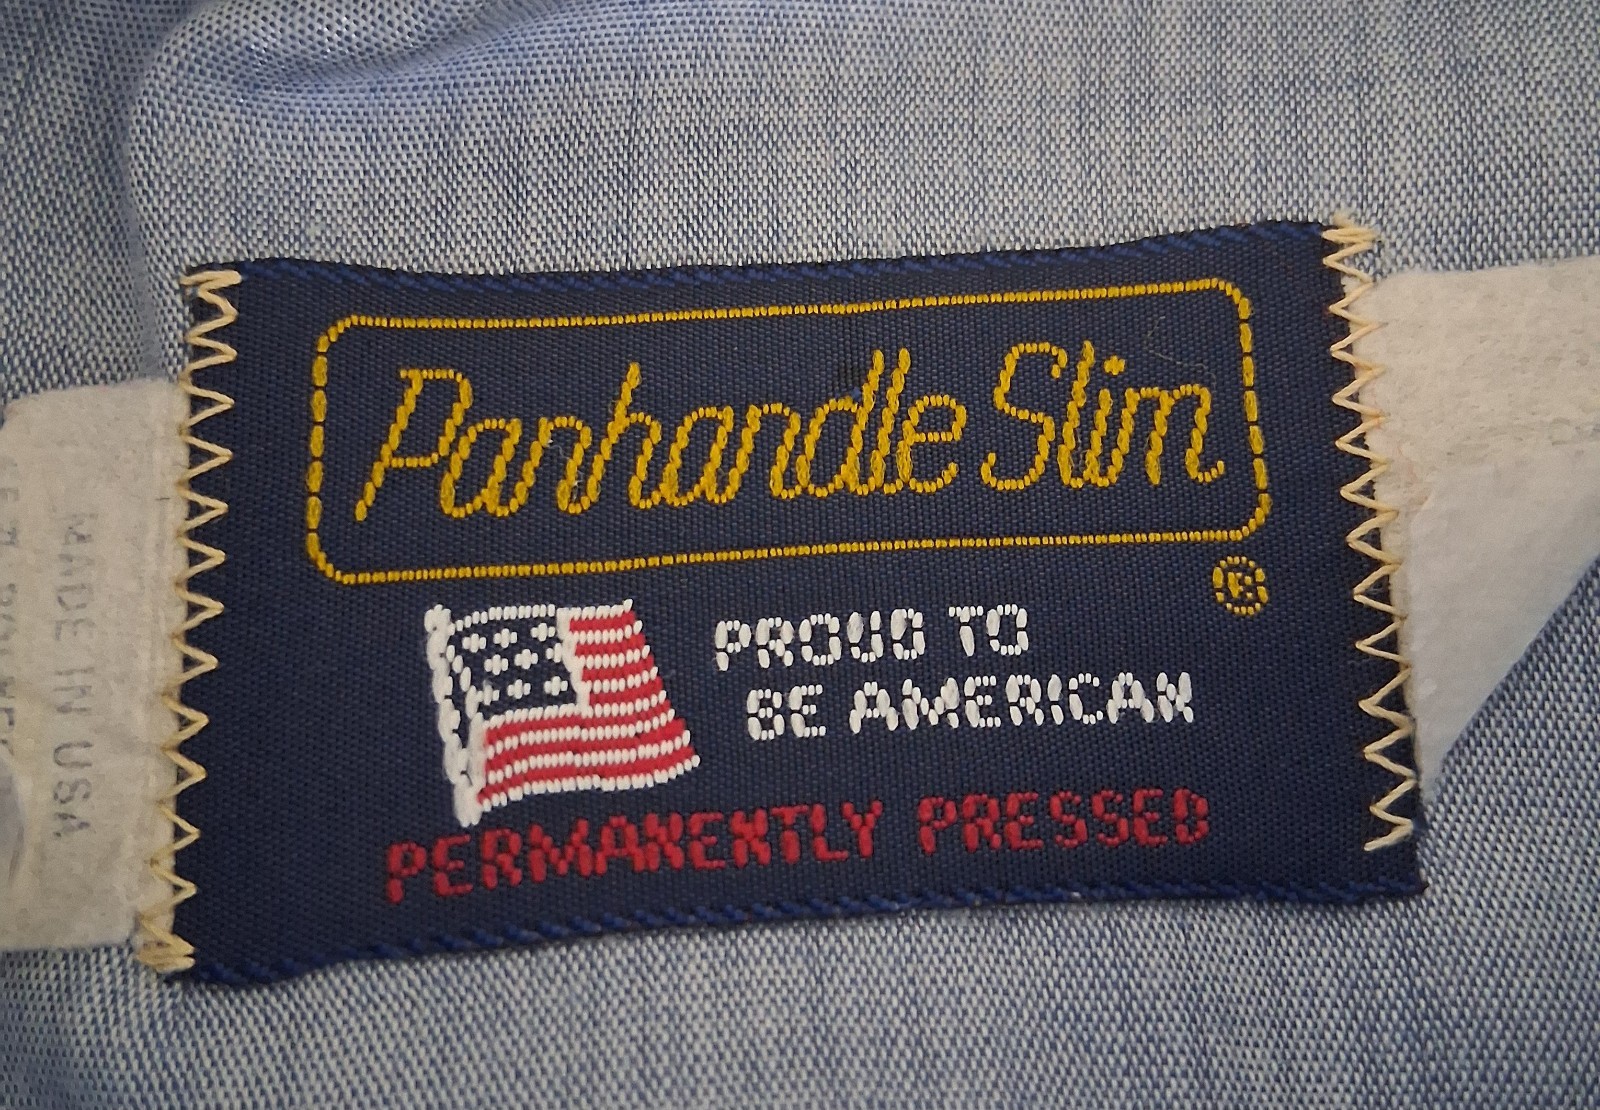 Panhandle Slim
®
PROUD TO
BE AMERICAN
PERMANENTLY PRESSED
MADE IN USA